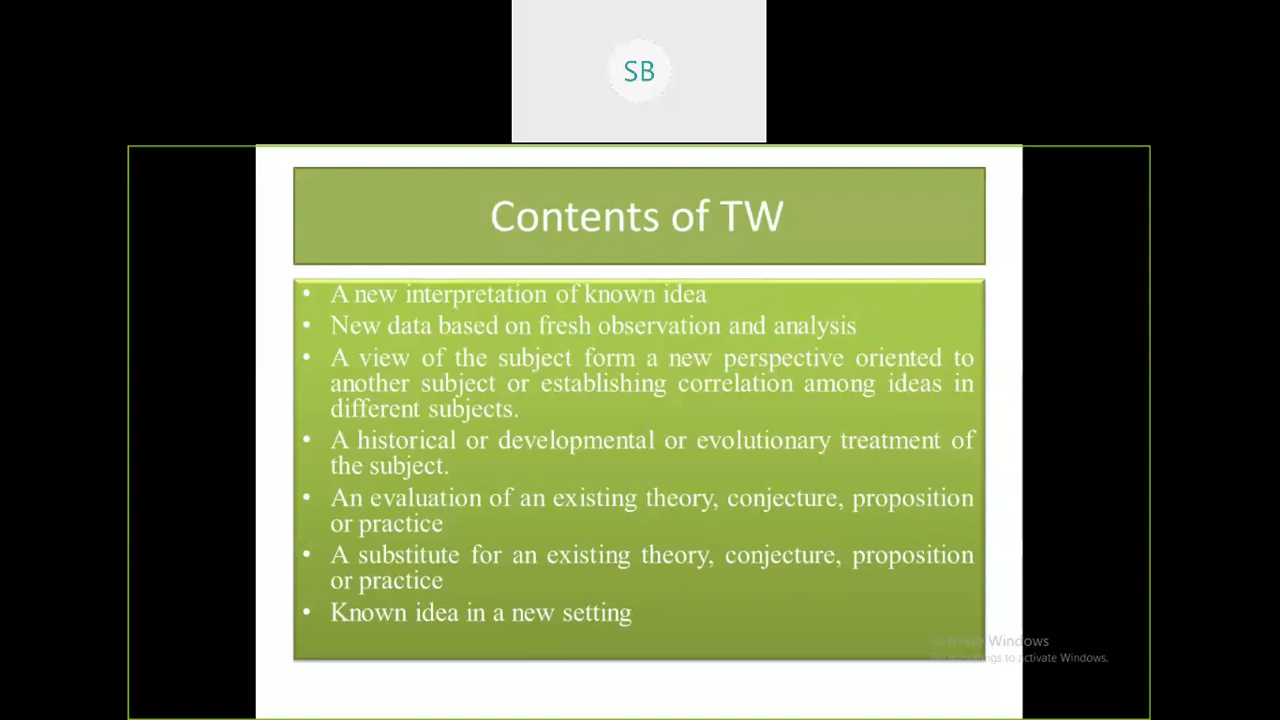 SB
Contents of TW
• A new interpretation of known idea
• New data based on fresh observation and analysis
• A view of the subject form a new perspective oriented to
another subject or establishing correlation among ideas in
different subjects.
• A historical or developmental or evolutionary treatment of
the subject.
• An evaluation of an existing theory, conjecture, proposition
or practice
• A substitute for an existing theory, conjecture, proposition
or practice
• Known idea in a new setting
Windows
to activate Windows.